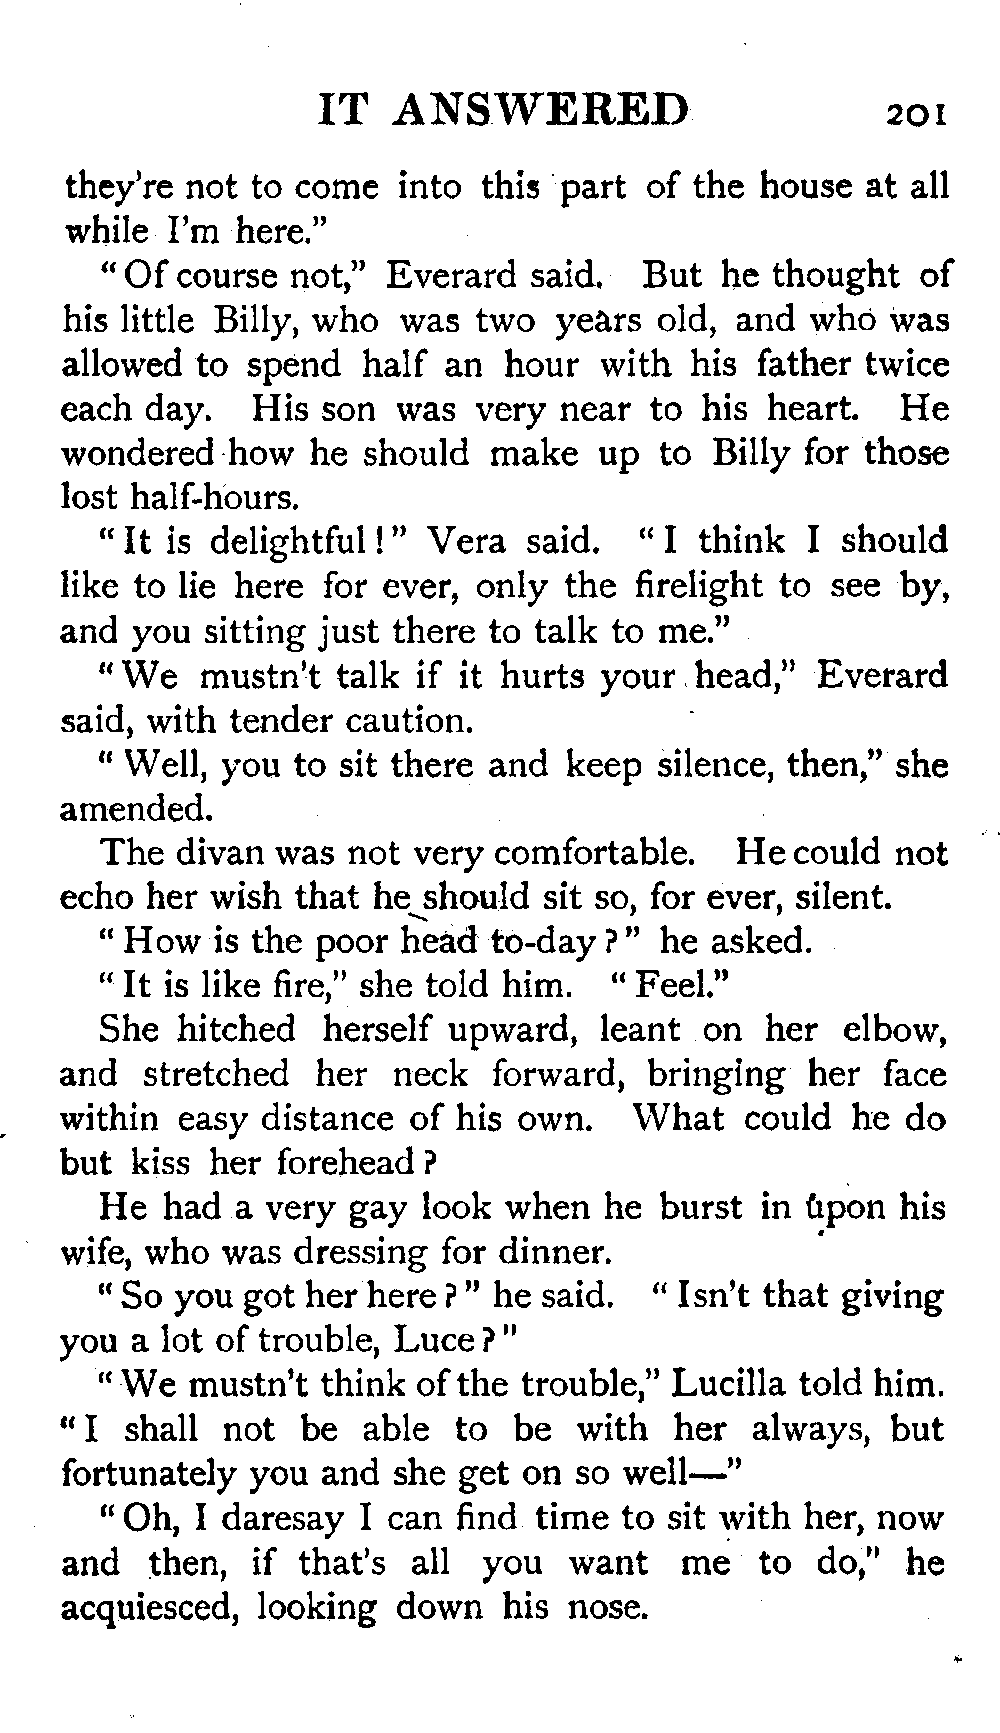 IT ANSWERED 201
they're not to come into this part of the house at all
while I'm here."
"Of course not," Everard said. But he thought of
his little Billy, who was two years old, and who was
allowed to spend half an hour with his father twice
each day. His son was very near to his heart. He
wondered how he should make up to Billy for those
lost half-hours.
"It is delightful!" Vera said. "I think I should
like to lie here for ever, only the firelight to see by,
and you sitting just there to talk to me."
"We mustn't talk if it hurts your head," Everard
said, with tender caution.
"Well, you to sit there and keep silence, then," she
amended.
The divan was not very comfortable. He could not
echo her wish that he should sit so, for ever, silent.
"How is the poor head to-day?" he asked.
"It is like fire," she told him. "Feel."
She hitched herself upward, leant on her elbow,
and stretched her neck forward, bringing her face
within easy distance of his own. What could he do
but kiss her forehead?
He had a very gay look when he burst in upon his
wife, who was dressing for dinner.
"So you got her here?" he said. "Isn't that giving
you a lot of trouble, Luce?"
"We mustn't think of the trouble," Lucilla told him.
"I shall not be able to be with her always, but
fortunately you and she get on so well—"
"Oh, I daresay I can find time to sit with her, now
and then, if that's all you want me to do," he
acquiesced, looking down his nose.